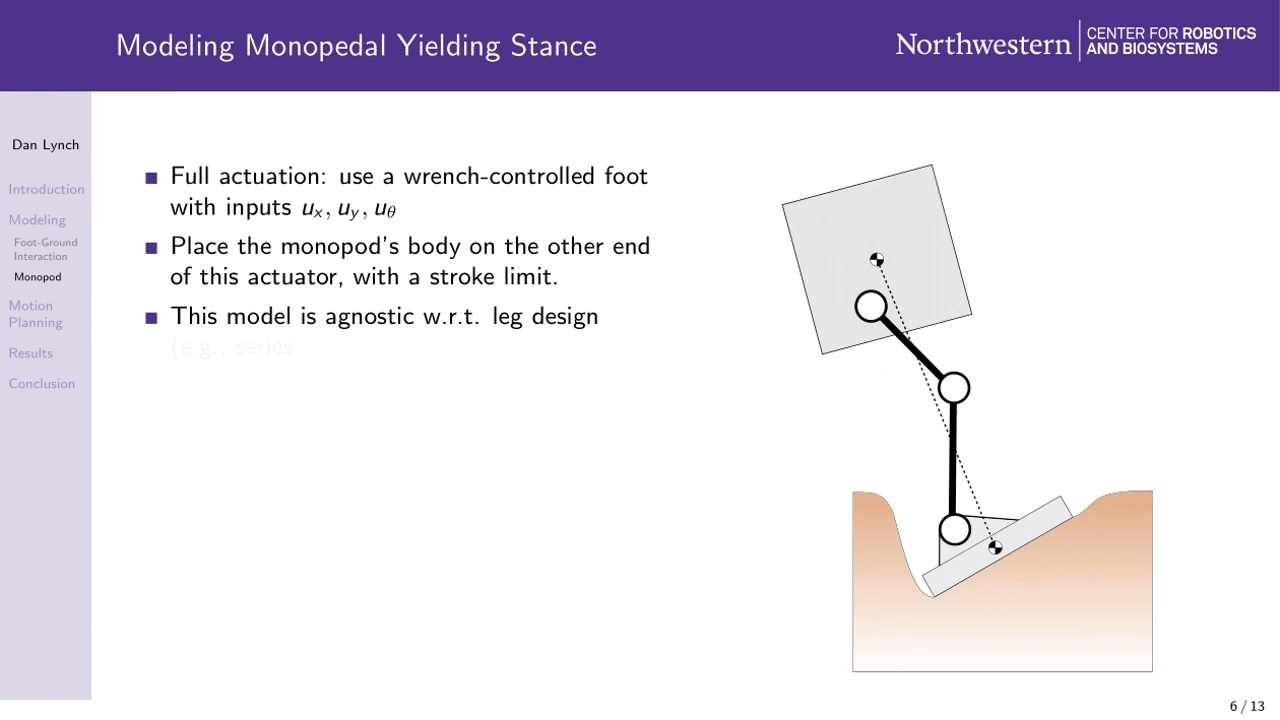 Modeling Monopedal Yielding Stance
Northwestern
CENTER FOR ROBOTICS
AND BIOSYSTEMS
Dan Lynch
Introduction
Modeling
Foot-Ground
Interaction
Monopod
Motion
Planning
Results
Conclusion
■ Full actuation: use a wrench-controlled foot
with inputs uₓ, u_y, u_θ
■ Place the monopod's body on the other end
of this actuator, with a stroke limit.
■ This model is agnostic w.r.t. leg design
(e.g., series
6 / 13